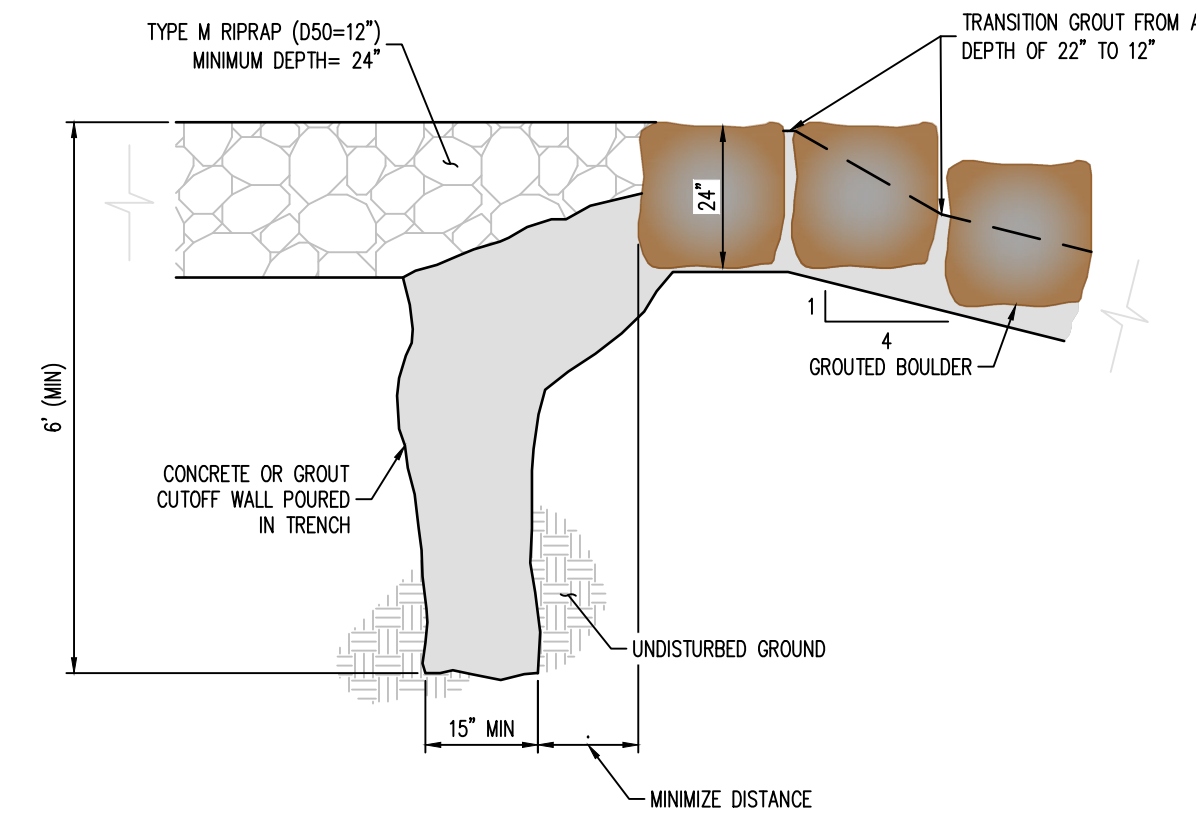 TYPE M RIPRAP (D50=12")
MINIMUM DEPTH= 24"
TRANSITION GROUT FROM A
DEPTH OF 22" TO 12"
24"
1
4
GROUTED BOULDER
6' (MIN)
CONCRETE OR GROUT
CUTOFF WALL POURED
IN TRENCH
UNDISTURBED GROUND
15" MIN
MINIMIZE DISTANCE